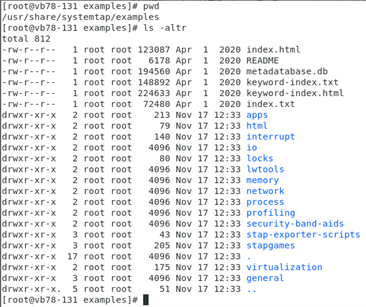 [root@vb78-131 examples]# pwd
/usr/share/systemtap/examples
[root@vb78-131 examples]# ls -altr
total 812
-rw-r--r--   1 root root 123087 Apr  1  2020 index.html
-rw-r--r--   1 root root   6178 Apr  1  2020 README
-rw-r--r--   1 root root 194560 Apr  1  2020 metadatabase.db
-rw-r--r--   1 root root 148892 Apr  1  2020 keyword-index.txt
-rw-r--r--   1 root root 224633 Apr  1  2020 keyword-index.html
-rw-r--r--   1 root root  72480 Apr  1  2020 index.txt
drwxr-xr-x   2 root root    213 Nov 17 12:33 apps
drwxr-xr-x   2 root root     79 Nov 17 12:33 html
drwxr-xr-x   2 root root    140 Nov 17 12:33 interrupt
drwxr-xr-x   2 root root   4096 Nov 17 12:33 io
drwxr-xr-x   2 root root     80 Nov 17 12:33 locks
drwxr-xr-x   2 root root   4096 Nov 17 12:33 lwtools
drwxr-xr-x   2 root root   4096 Nov 17 12:33 memory
drwxr-xr-x   2 root root   4096 Nov 17 12:33 network
drwxr-xr-x   2 root root   4096 Nov 17 12:33 process
drwxr-xr-x   2 root root   4096 Nov 17 12:33 profiling
drwxr-xr-x   2 root root   4096 Nov 17 12:33 security-band-aids
drwxr-xr-x   3 root root     43 Nov 17 12:33 stap-exporter-scripts
drwxr-xr-x   3 root root    205 Nov 17 12:33 stapgames
drwxr-xr-x  17 root root   4096 Nov 17 12:33 .
drwxr-xr-x   2 root root    175 Nov 17 12:33 virtualization
drwxr-xr-x   3 root root   4096 Nov 17 12:33 general
drwxr-xr-x.  5 root root     51 Nov 17 12:33 ..
[root@vb78-131 examples]#